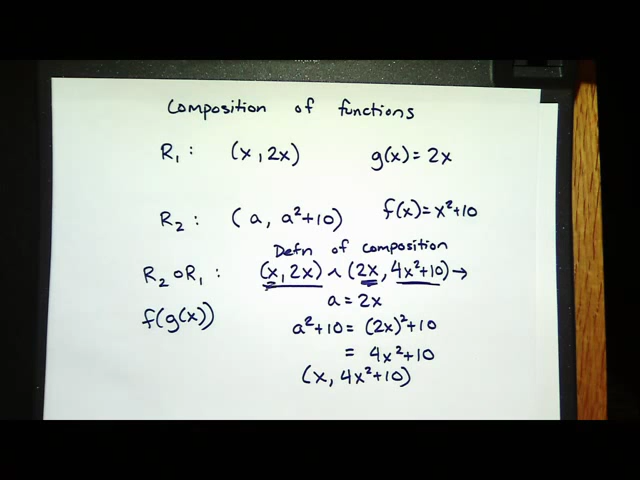 Composition of functions
R₁: (x, 2x) g(x) = 2x
R₂: (a, a²+10) f(x) = x²+10
Defn of composition
R₂∘R₁: (x, 2x) ∧ (2x, 4x²+10) →
f(g(x)) a = 2x
a²+10 = (2x)²+10
= 4x²+10
(x, 4x²+10)